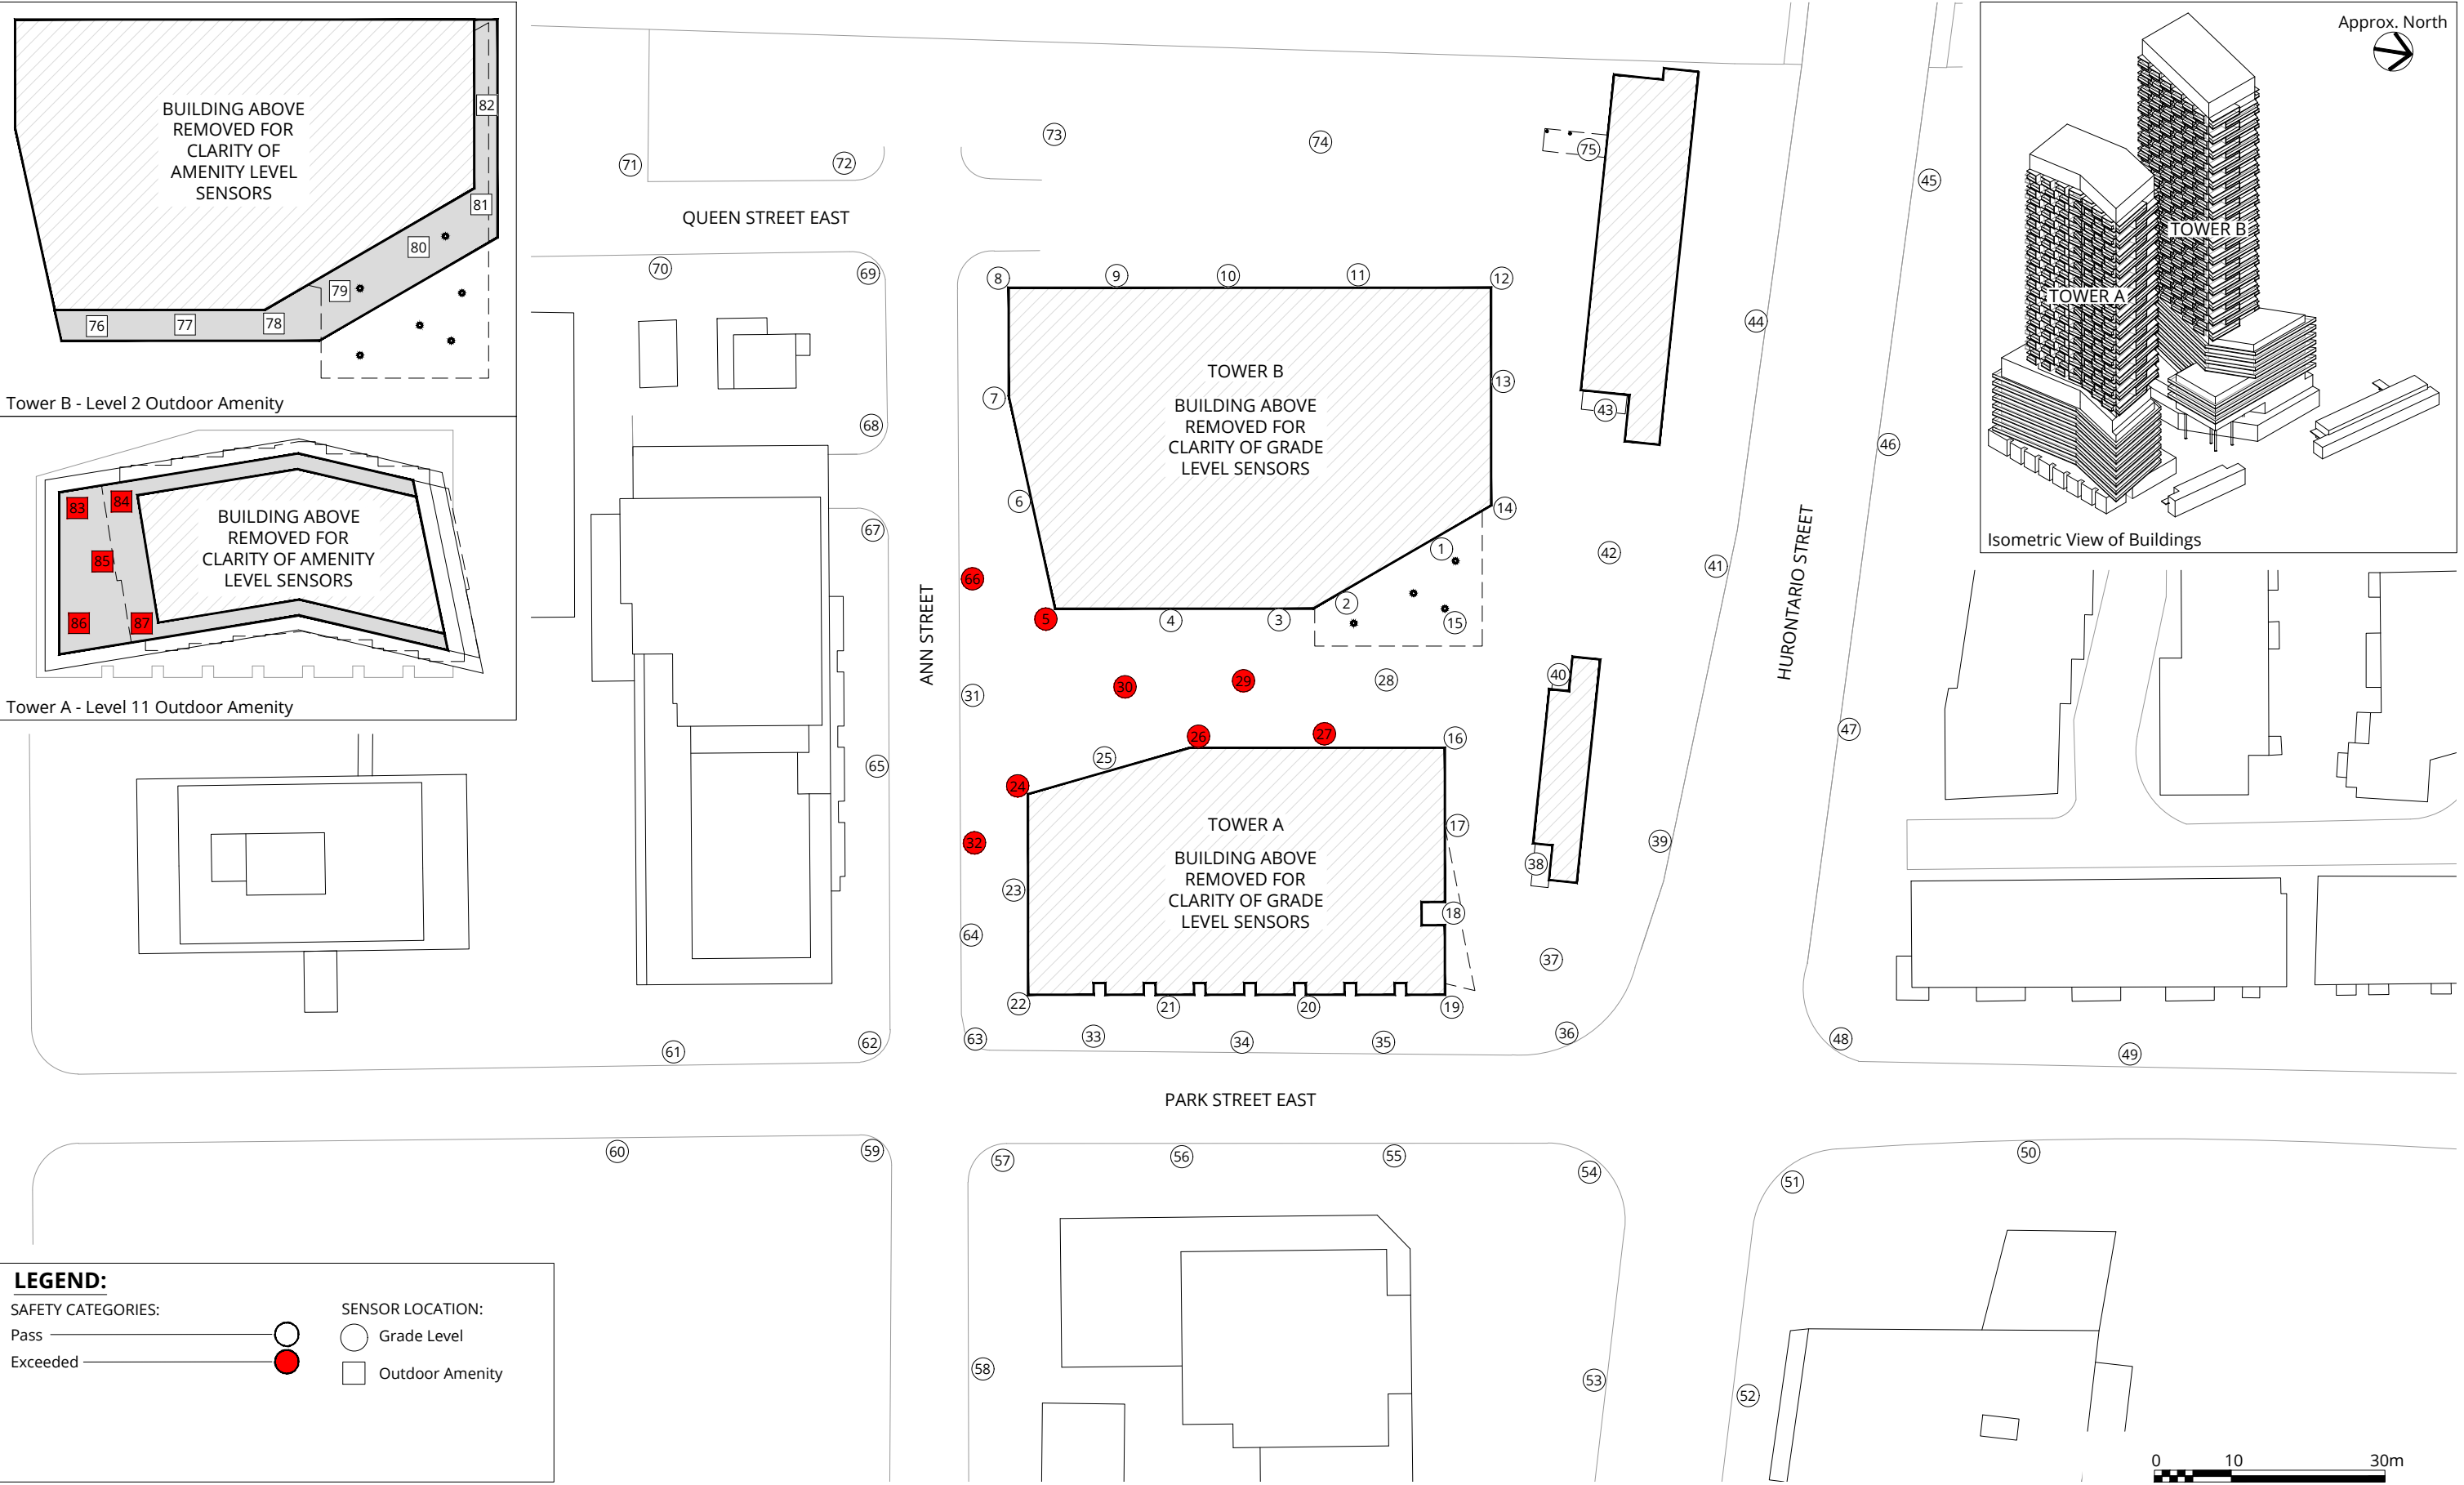 BUILDING ABOVE
REMOVED FOR
CLARITY OF
AMENITY LEVEL
SENSORS
82
81
80
79
78
77
76
Tower B - Level 2 Outdoor Amenity
83
84
85
86
87
BUILDING ABOVE
REMOVED FOR
CLARITY OF AMENITY
LEVEL SENSORS
Tower A - Level 11 Outdoor Amenity
71
72
73
74
75
QUEEN STREET EAST
70
69
8
9
10
11
12
TOWER B
BUILDING ABOVE
REMOVED FOR
CLARITY OF GRADE
LEVEL SENSORS
7
13
68
6
14
67
1
2
15
66
5
4
3
ANN STREET
31
30
29
28
42
43
44
45
46
41
HURONTARIO STREET
40
26
27
16
25
24
65
47
32
TOWER A
BUILDING ABOVE
REMOVED FOR
CLARITY OF GRADE
LEVEL SENSORS
17
39
38
23
18
64
37
22
21
20
19
63
33
34
35
36
62
61
48
49
PARK STREET EAST
60
59
57
56
55
54
51
50
58
53
52
Approx. North
TOWER B
TOWER A
Isometric View of Buildings
LEGEND:
SAFETY CATEGORIES:
Pass
Exceeded
SENSOR LOCATION:
Grade Level
Outdoor Amenity
0 10 30m